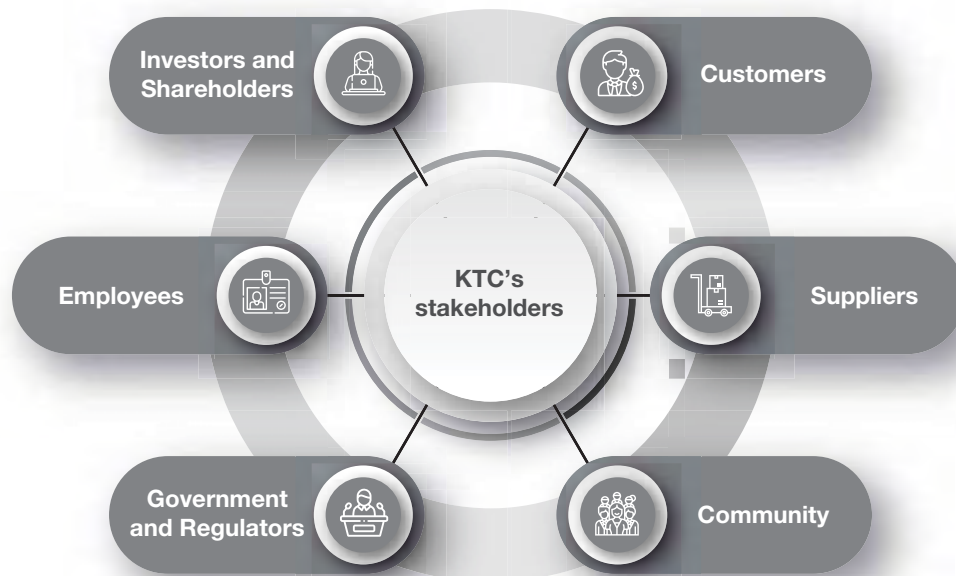 Investors and
Shareholders
Customers
Employees
KTC's
stakeholders
Suppliers
Government
and Regulators
Community
$